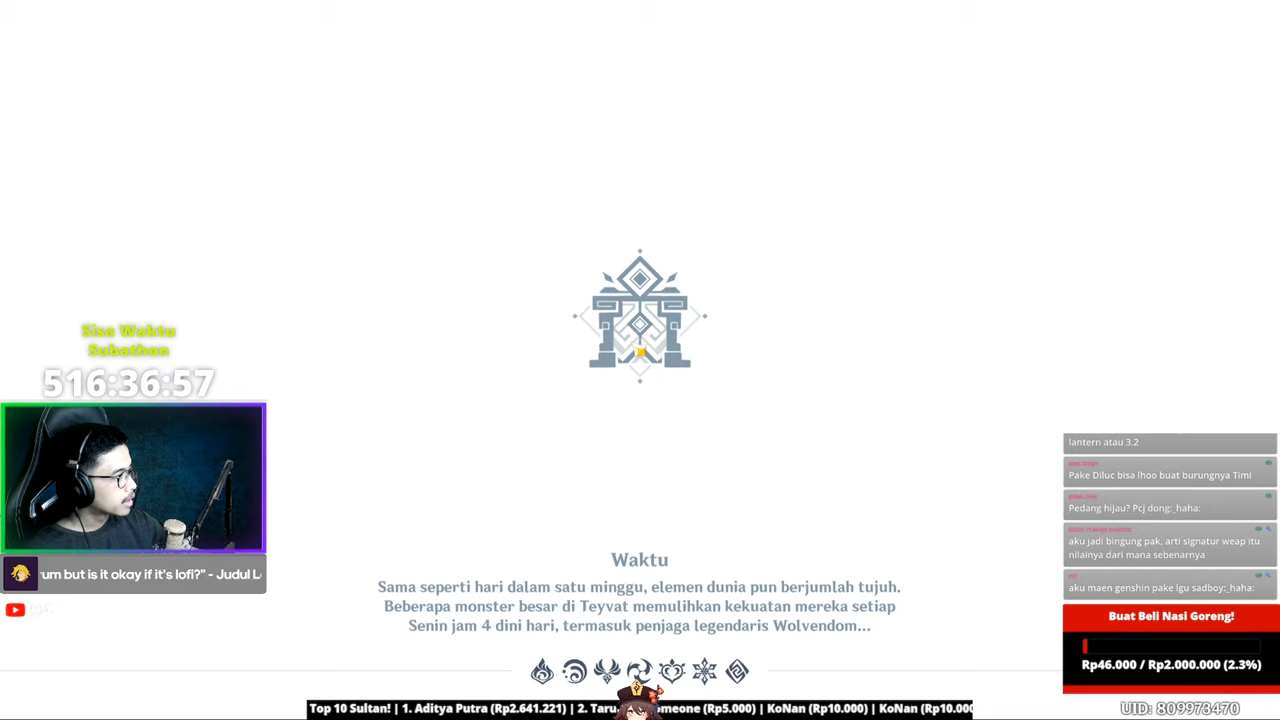 Sisa Waktu
Subathon
516:36:57
um but is it okay if it's lofi?" - Judul L
Waktu
Sama seperti hari dalam satu minggu, elemen dunia pun berjumlah tujuh.
Beberapa monster besar di Teyvat memulihkan kekuatan mereka setiap
Senin jam 4 dini hari, termasuk penjaga legendaris Wolvendom...
lantern atau 3.2
Pake Diluc bisa lhoo buat burungnya Timi
Pedang hijau? Pcj dong:_haha:
aku jadi bingung pak, arti signatur weap itu
nilainya dari mana sebenarnya
aku maen genshin pake lgu sadboy:_haha:
Buat Beli Nasi Goreng!
Rp46.000 / Rp2.000.000 (2.3%)
Top 10 Sultan! | 1. Aditya Putra (Rp2.641.221) | 2. Taru
meone (Rp5.000) | KoNan (Rp10.000) | KoNan (Rp10.000
UID: 809973470